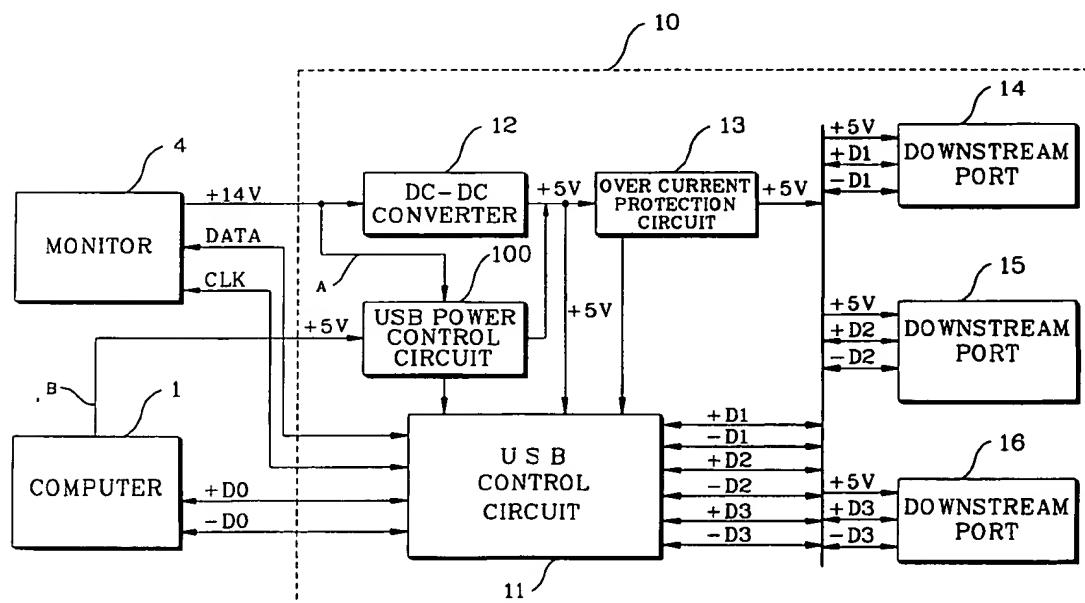 10
4
12
13
14
+14V
DC-DC
CONVERTER
+5V
OVER CURRENT
PROTECTION
CIRCUIT
+5V
+5V
+D1
-D1
DOWNSTREAM
PORT
MONITOR
DATA
CLK
A
100
+5V
USB POWER
CONTROL
CIRCUIT
+5V
15
+5V
+D2
-D2
DOWNSTREAM
PORT
B
1
COMPUTER
+D0
-D0
USB
CONTROL
CIRCUIT
11
+D1
-D1
+D2
-D2
+D3
-D3
16
+5V
+D3
-D3
DOWNSTREAM
PORT